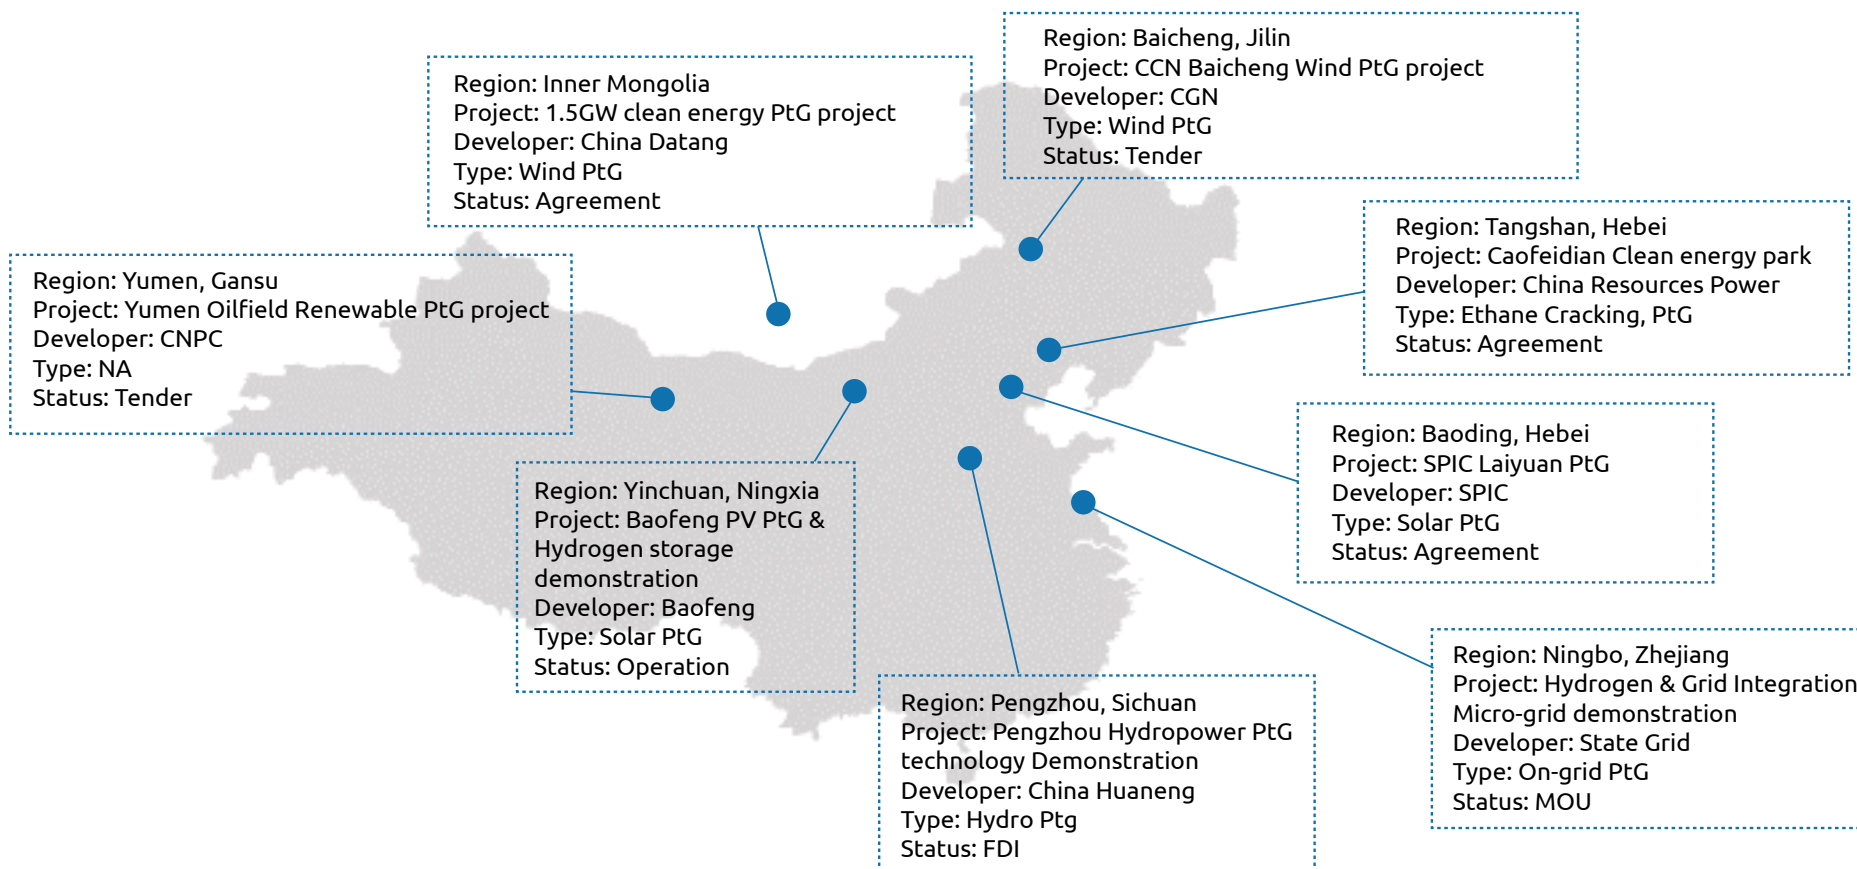 Region: Baicheng, Jilin
Project: CCN Baicheng Wind PtG project
Developer: CGN
Type: Wind PtG
Status: Tender
Region: Inner Mongolia
Project: 1.5GW clean energy PtG project
Developer: China Datang
Type: Wind PtG
Status: Agreement
Region: Tangshan, Hebei
Project: Caofeidian Clean energy park
Developer: China Resources Power
Type: Ethane Cracking, PtG
Status: Agreement
Region: Yumen, Gansu
Project: Yumen Oilfield Renewable PtG project
Developer: CNPC
Type: NA
Status: Tender
Region: Baoding, Hebei
Project: SPIC Laiyuan PtG
Developer: SPIC
Type: Solar PtG
Status: Agreement
Region: Yinchuan, Ningxia
Project: Baofeng PV PtG &
Hydrogen storage
demonstration
Developer: Baofeng
Type: Solar PtG
Status: Operation
Region: Ningbo, Zhejiang
Project: Hydrogen & Grid Integration
Micro-grid demonstration
Developer: State Grid
Type: On-grid PtG
Status: MOU
Region: Pengzhou, Sichuan
Project: Pengzhou Hydropower PtG
technology Demonstration
Developer: China Huaneng
Type: Hydro Ptg
Status: FDI